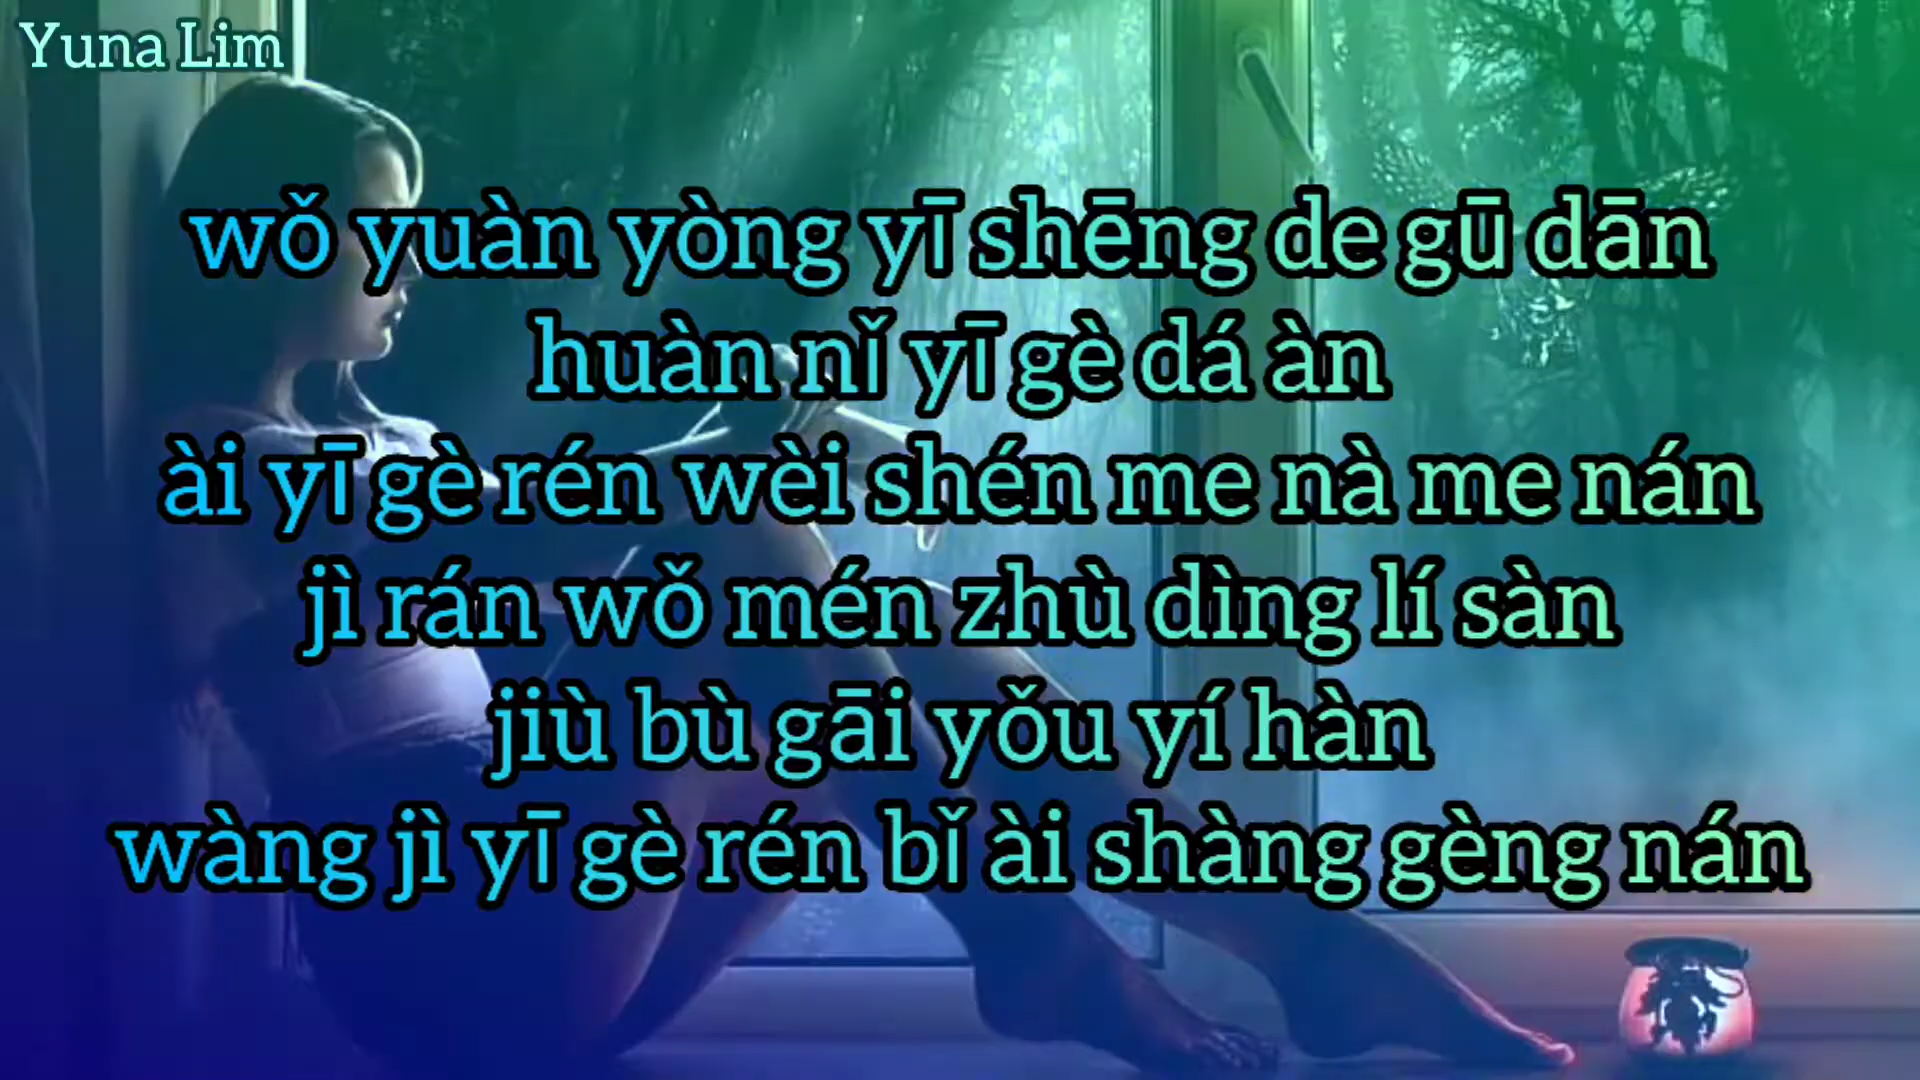 Yuna Lim
wǒ yuàn yòng yī shēng de gū dān
huàn nǐ yī gè dá àn
ài yī gè rén wèi shén me nà me nán
jì rán wǒ mén zhù dìng lí sàn
jiù bù gāi yǒu yí hàn
wàng jì yī gè rén bǐ ài shàng gèng nán